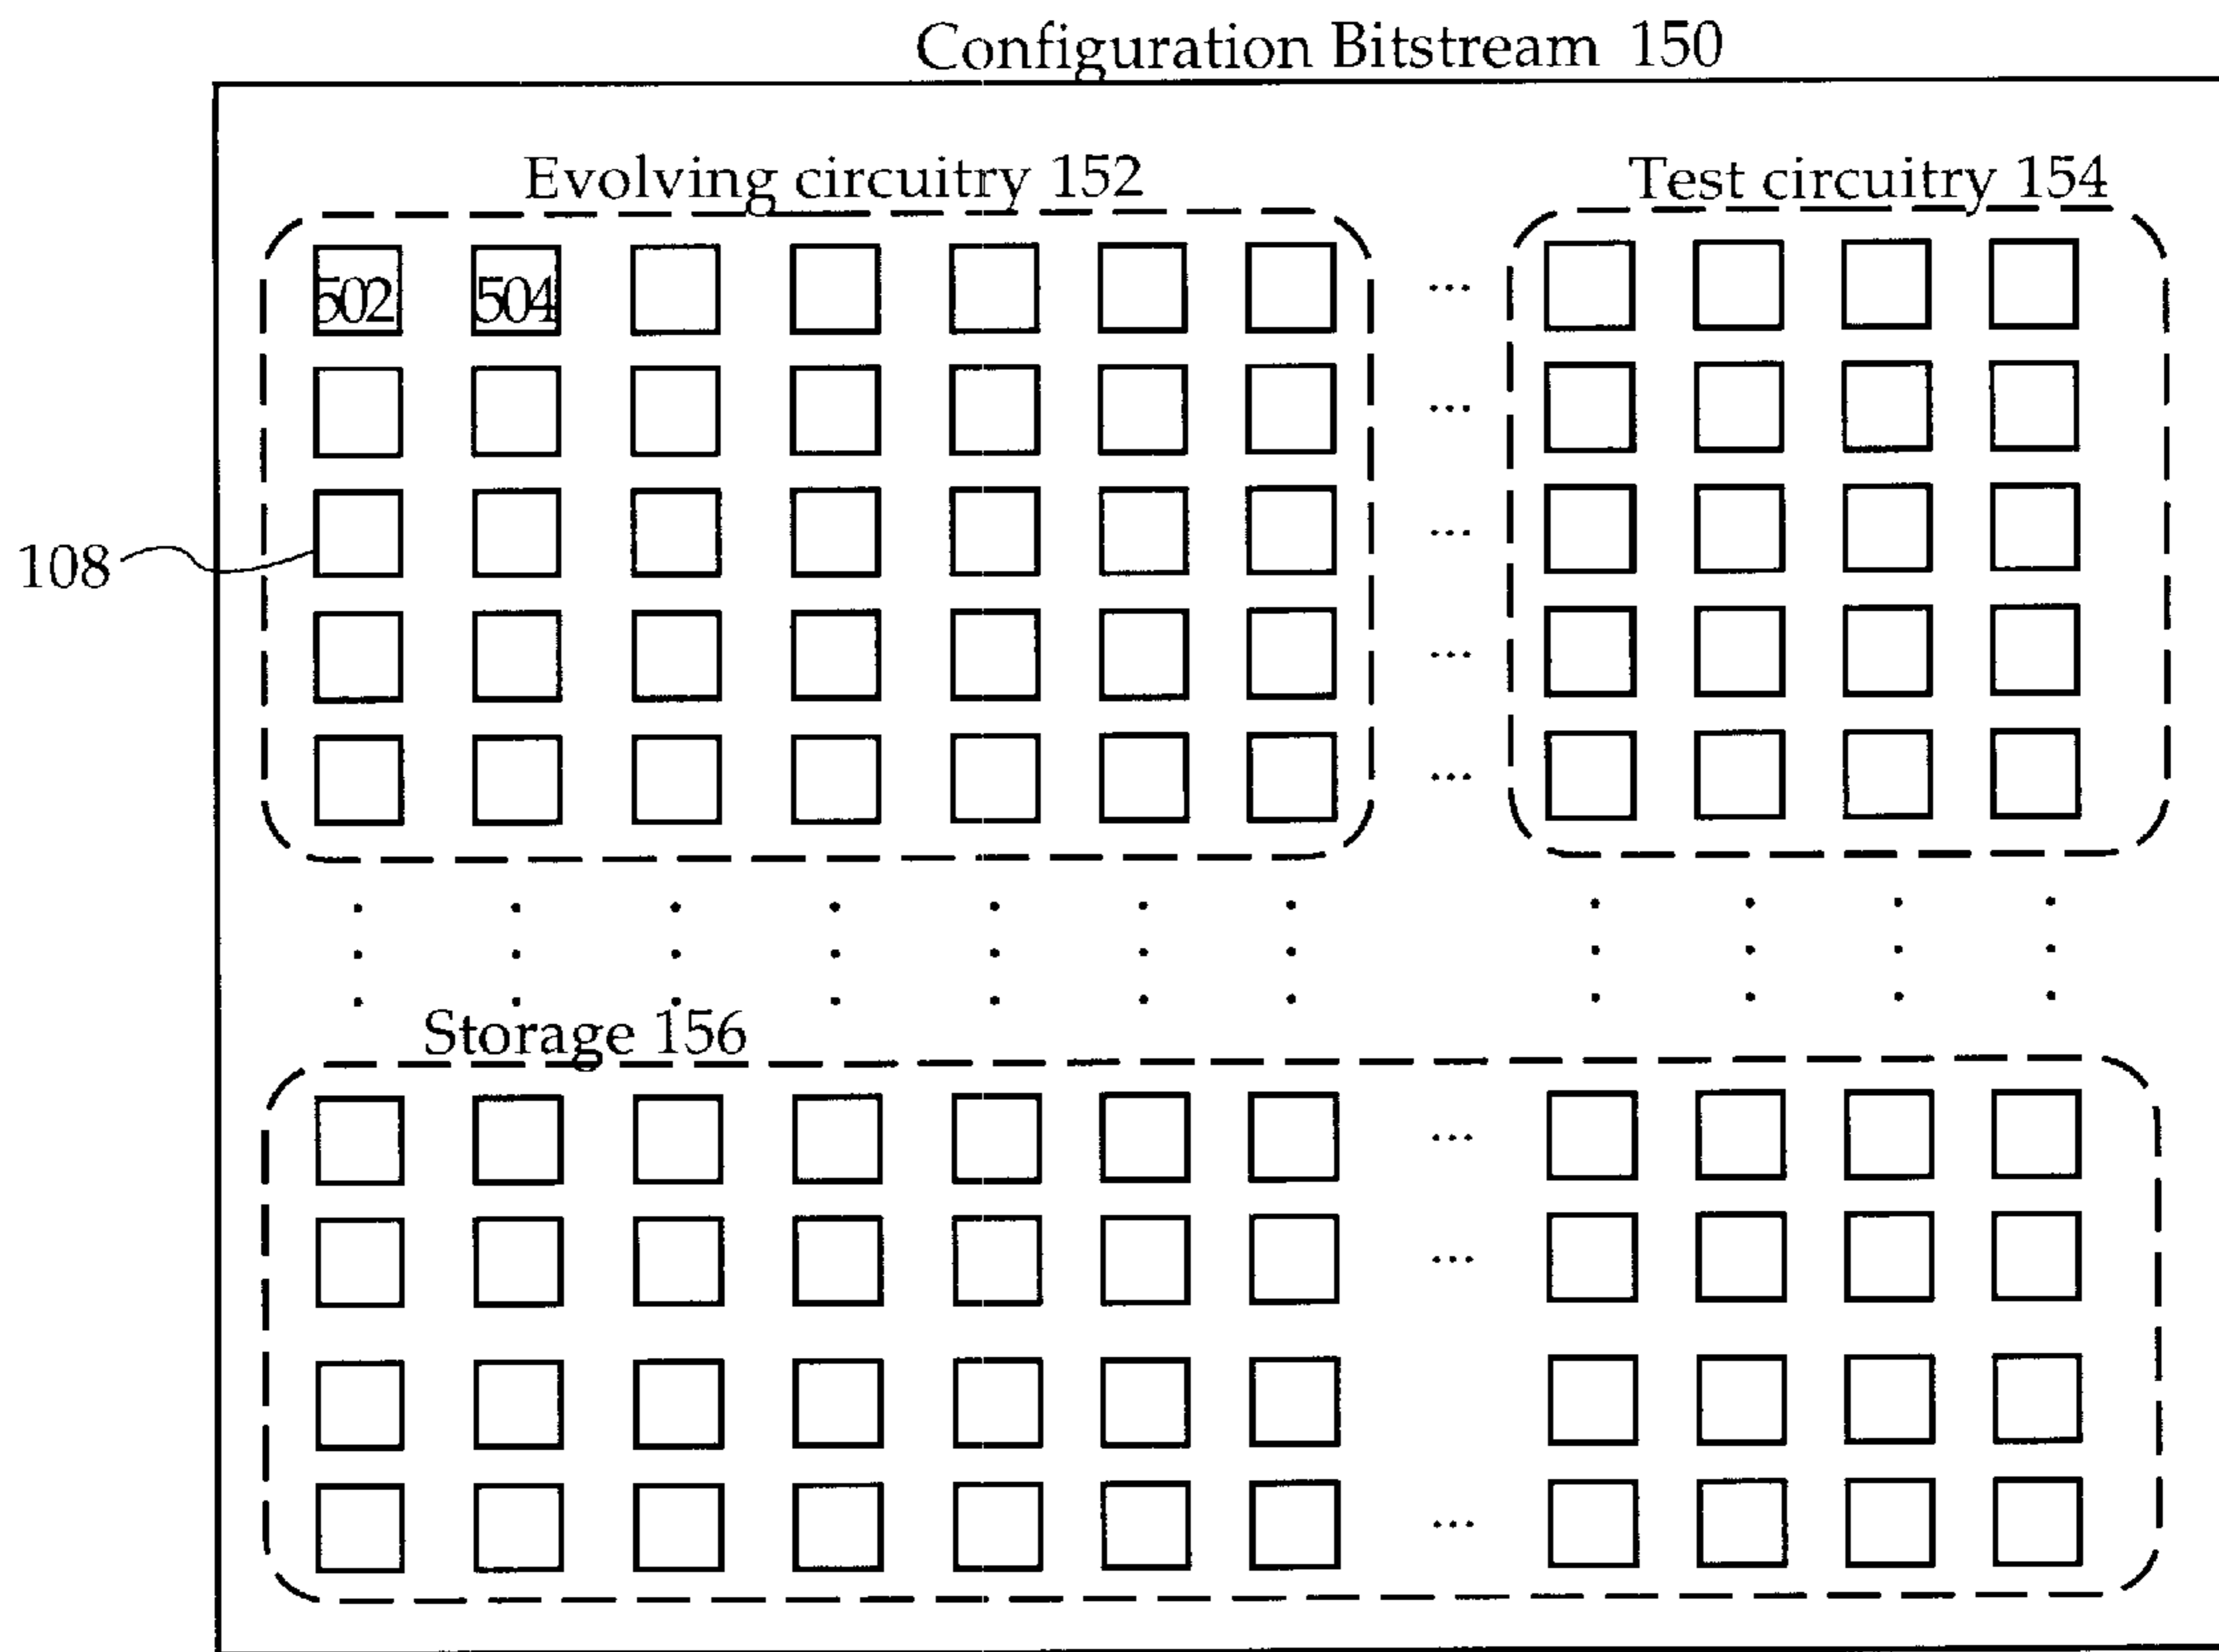 Configuration Bitstream 150
Evolving circuitry 152
Test circuitry 154
502 504
...
...
108
...
...
...
Storage 156
...
...
...